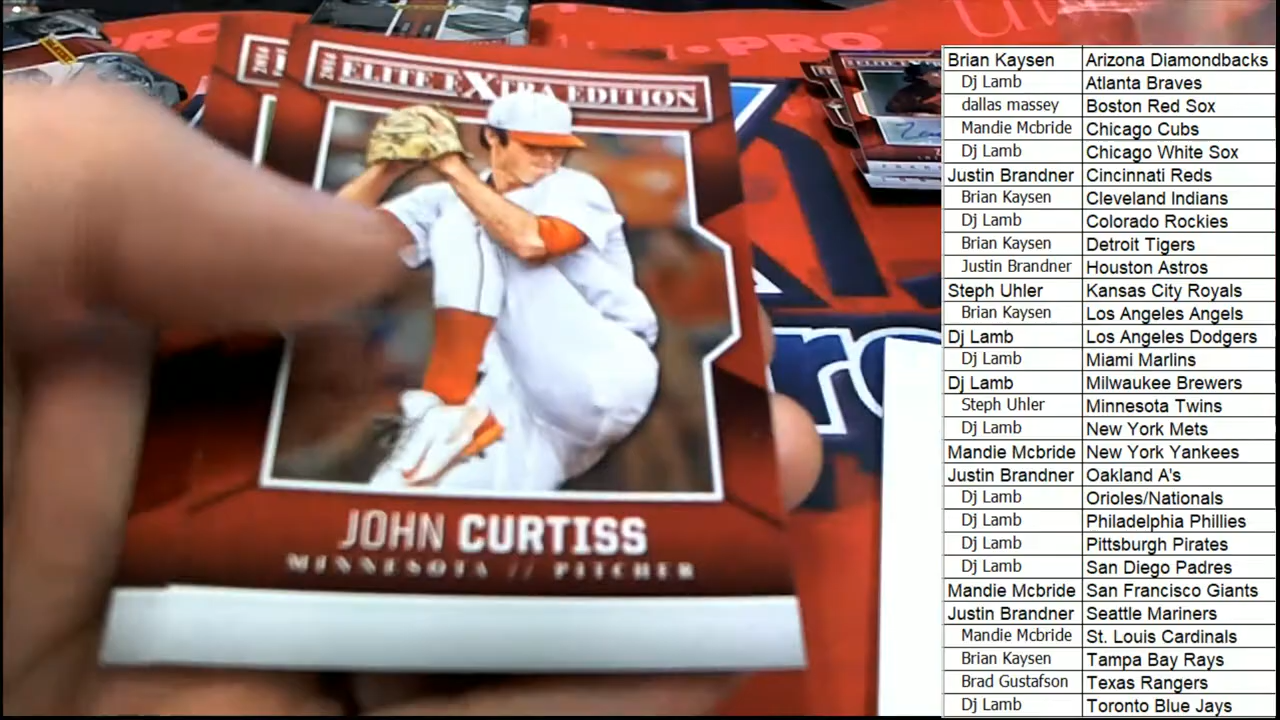 2016
ELITE EXTRA EDITION
2016
JOHN CURTISS
MINNESOTA // PITCHER
PRO
PRO
Brian Kaysen Arizona Diamondbacks
Dj Lamb Atlanta Braves
dallas massey Boston Red Sox
Mandie Mcbride Chicago Cubs
Dj Lamb Chicago White Sox
Justin Brandner Cincinnati Reds
Brian Kaysen Cleveland Indians
Dj Lamb Colorado Rockies
Brian Kaysen Detroit Tigers
Justin Brandner Houston Astros
Steph Uhler Kansas City Royals
Brian Kaysen Los Angeles Angels
Dj Lamb Los Angeles Dodgers
Dj Lamb Miami Marlins
Dj Lamb Milwaukee Brewers
Steph Uhler Minnesota Twins
Dj Lamb New York Mets
Mandie Mcbride New York Yankees
Justin Brandner Oakland A's
Dj Lamb Orioles/Nationals
Dj Lamb Philadelphia Phillies
Dj Lamb Pittsburgh Pirates
Dj Lamb San Diego Padres
Mandie Mcbride San Francisco Giants
Justin Brandner Seattle Mariners
Mandie Mcbride St. Louis Cardinals
Brian Kaysen Tampa Bay Rays
Brad Gustafson Texas Rangers
Dj Lamb Toronto Blue Jays